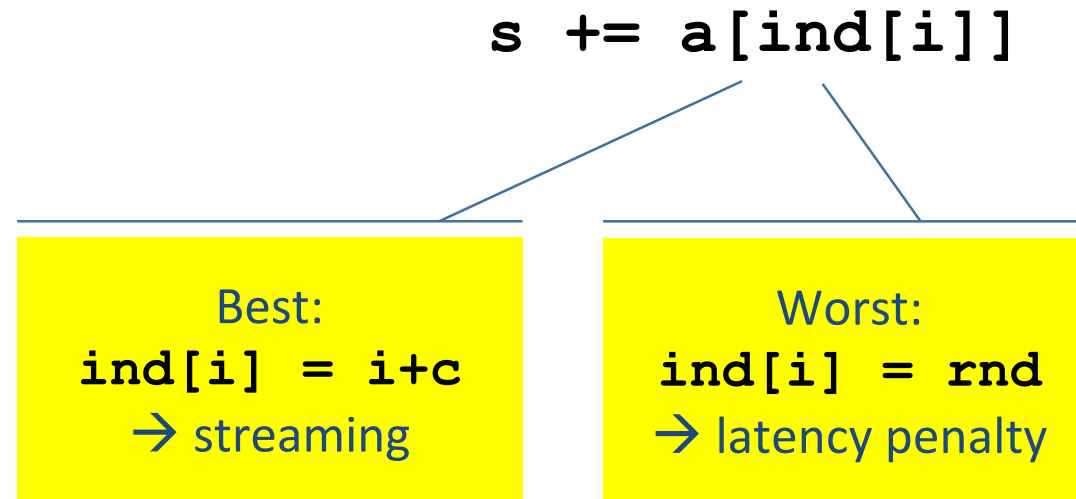 s += a[ind[i]]
Best:
ind[i] = i+c
→ streaming
Worst:
ind[i] = rnd
→ latency penalty